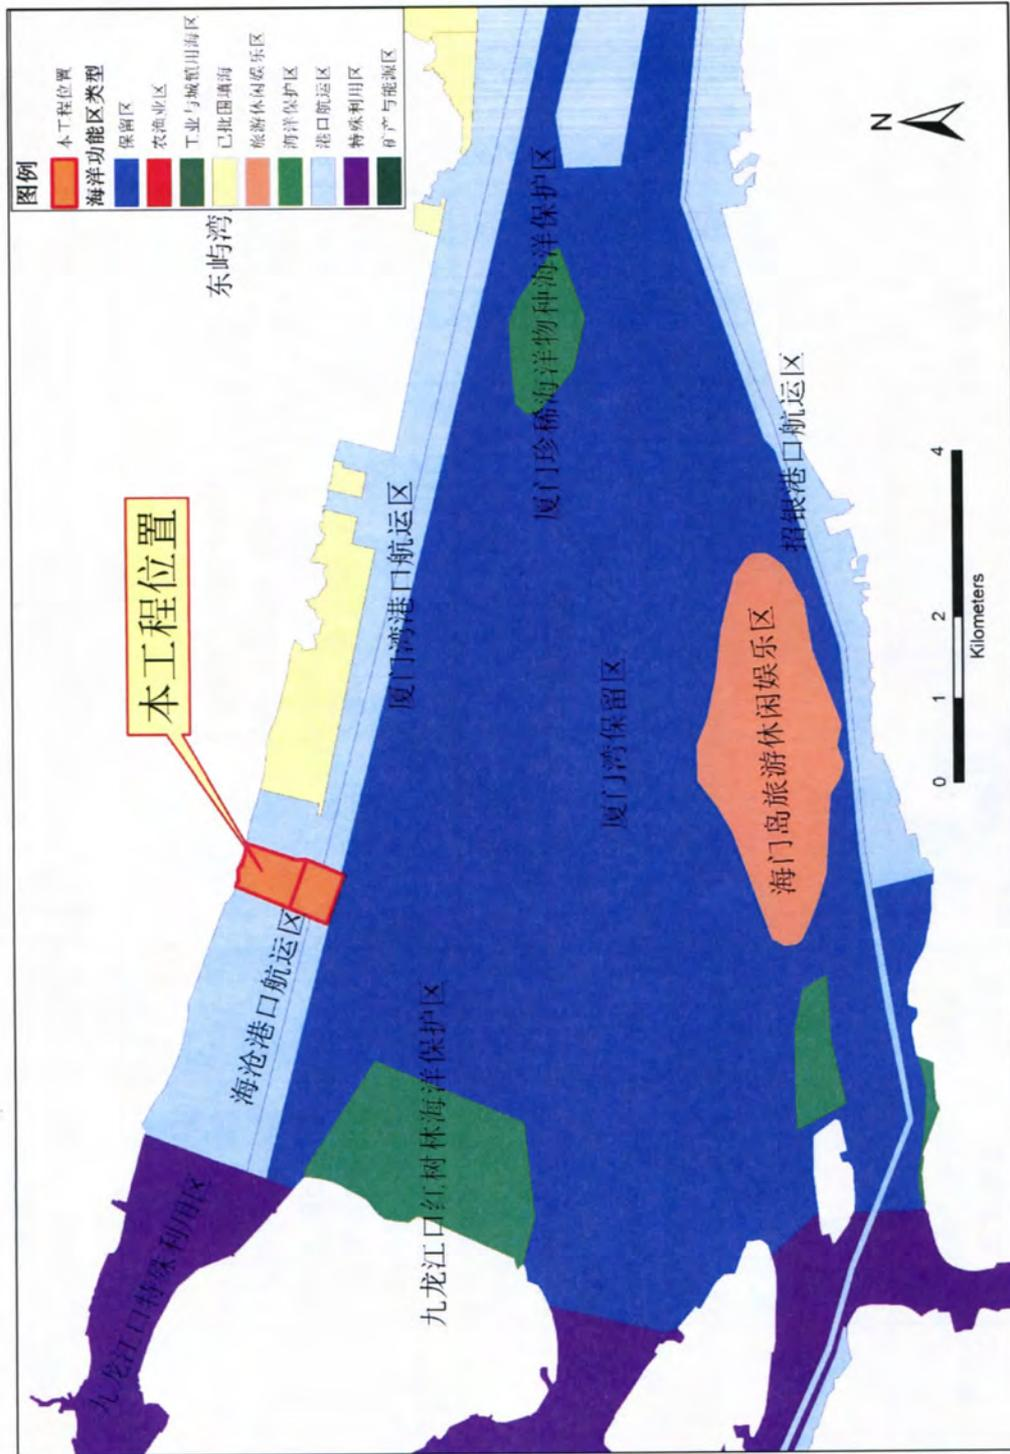 图例
本工程位置
海洋功能区类型
保留区
农渔业区
工业与城镇用海区
已批围填海
旅游休闲娱乐区
海洋保护区
港口航运区
特殊利用区
矿产与能源区
东屿湾
本工程位置
厦门湾港口航运区
海沧港口航运区
九龙江口特殊利用区
九龙江口红树林海洋保护区
厦门珍稀海洋物种海洋保护区
厦门湾保留区
海门岛旅游休闲娱乐区
招银港口航运区
N
0 1 2 4
Kilometers